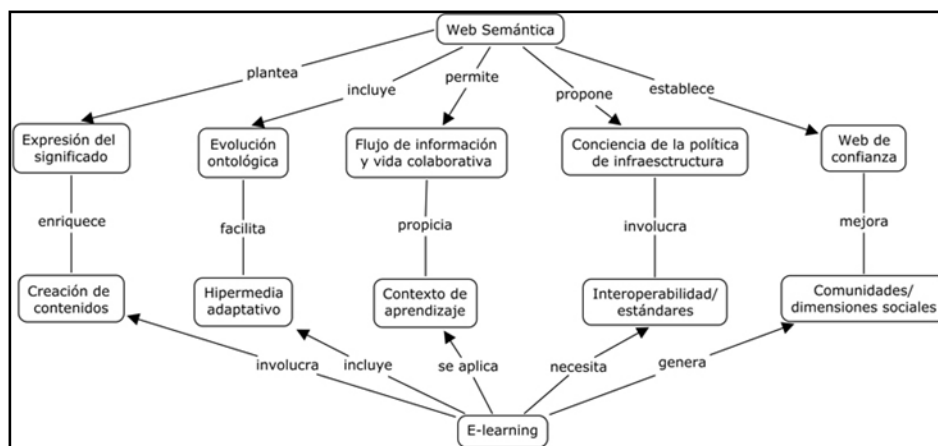 Web Semántica
plantea
incluye
permite
propone
establece
Expresión del
significado
Evolución
ontológica
Flujo de información
y vida colaborativa
Conciencia de la política
de infraesctructura
Web de
confianza
enriquece
facilita
propicia
involucra
mejora
Creación de
contenidos
Hipermedia
adaptativo
Contexto de
aprendizaje
Interoperabilidad/
estándares
Comunidades/
dimensiones sociales
involucra
incluye
se aplica
necesita
genera
E-learning